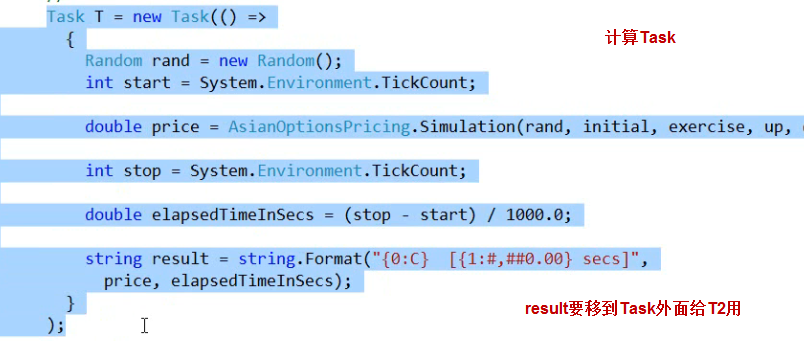 Task T = new Task(() =>
{
Random rand = new Random();
int start = System.Environment.TickCount;
double price = AsianOptionsPricing.Simulation(rand, initial, exercise, up,
int stop = System.Environment.TickCount;
double elapsedTimeInSecs = (stop - start) / 1000.0;
string result = string.Format("{0:C}  [{1:#,##0.00} secs]",
price, elapsedTimeInSecs);
}
);
计算Task
result要移到Task外面给T2用